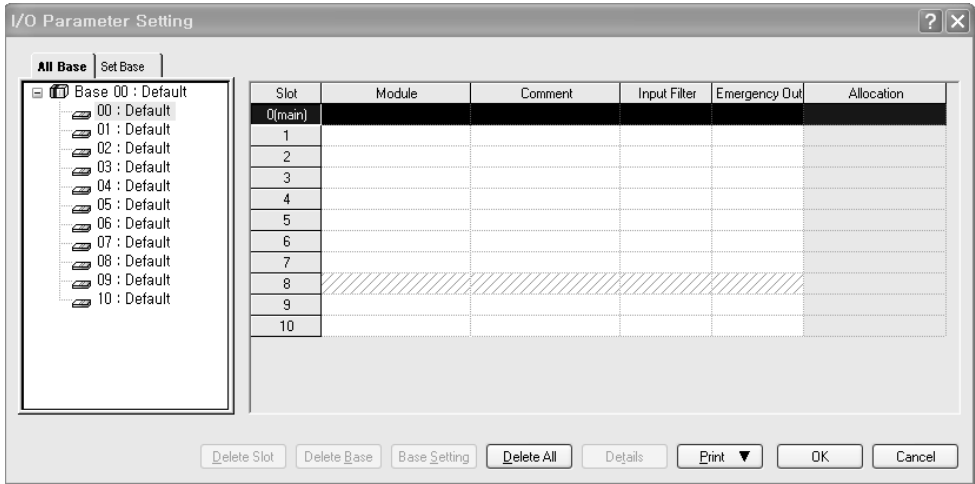 I/O Parameter Setting
All Base Set Base
Base 00 : Default
00 : Default
01 : Default
02 : Default
03 : Default
04 : Default
05 : Default
06 : Default
07 : Default
08 : Default
09 : Default
10 : Default
Slot Module Comment Input Filter Emergency Out Allocation
0(main)
1
2
3
4
5
6
7
8
9
10
Delete Slot Delete Base Base Setting Delete All Details Print ▼ OK Cancel